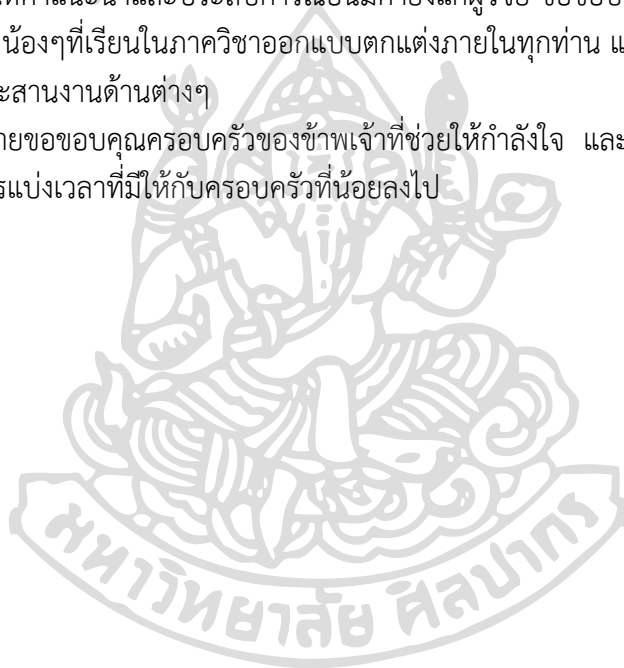 น้องๆที่เรียนในภาควิชาออกแบบตกแต่งภายในทุกท่าน แ
ะสานงานด้านต่างๆ
ายขอขอบคุณครอบครัวของข้าพเจ้าที่ช่วยให้กำลังใจ และ
รแบ่งเวลาที่มีให้กับครอบครัวที่น้อยลงไป
มหาวิทยาลัย ศิลปากร